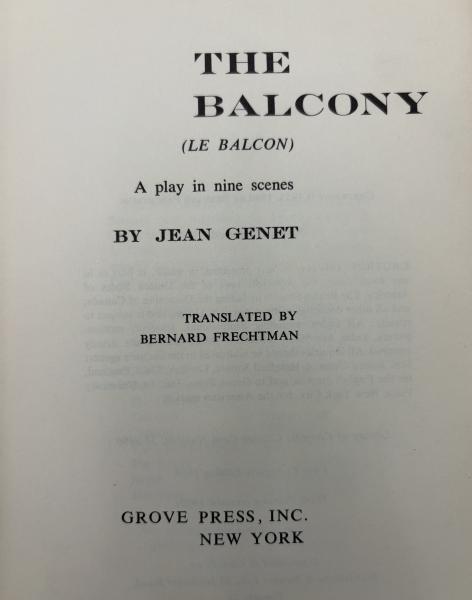 THE
BALCONY
(LE BALCON)
A play in nine scenes
BY JEAN GENET
TRANSLATED BY
BERNARD FRECHTMAN
GROVE PRESS, INC.
NEW YORK